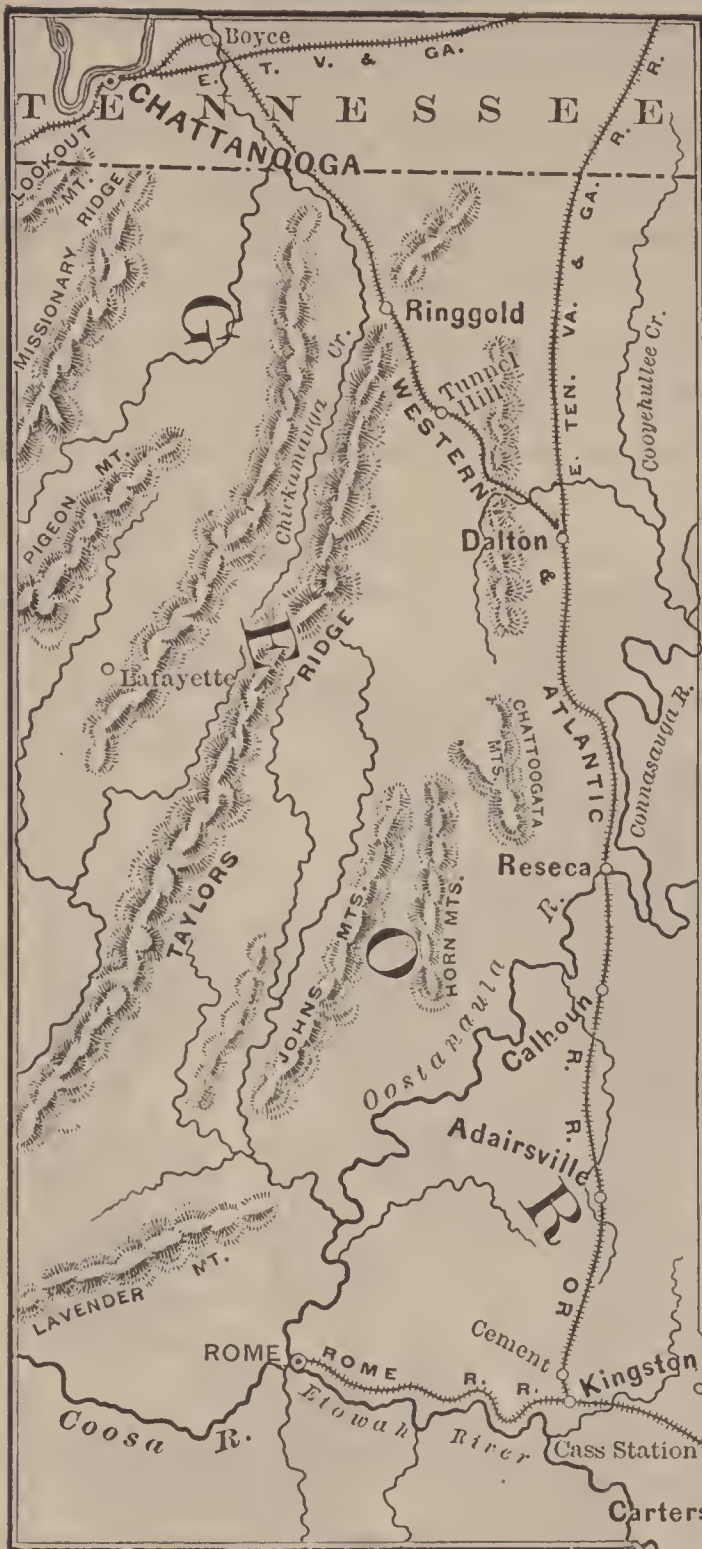 Boyce
E. T. V. & GA.
TENNESSEE
CHATTANOOGA
LOOKOUT MT.
MISSIONARY RIDGE
E. TEN. VA. & GA. R. R.
G
Ringgold
Cooyehullee Cr.
Chickamauga Cr.
Tunnel Hill
WESTERN & ATLANTIC R. R.
PIGEON MT.
Dalton
E
Lafayette
TAYLORS RIDGE
CHATTOOGATA MTS.
Connasauga R.
Reseca
JOHNS MTS.
HORN MTS.
O
Oostanaula R.
Calhoun
Adairsville
R
OR
LAVENDER MT.
Cement
Kingston
ROME
ROME R. R.
Etowah River
Coosa R.
Cass Station
Carters